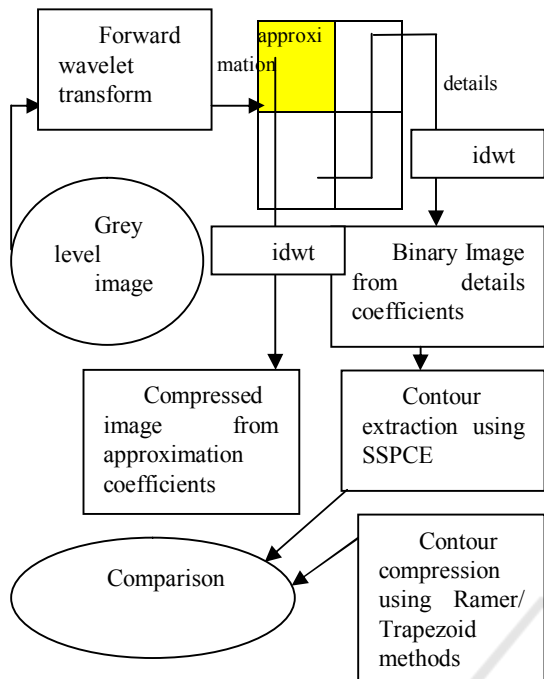 Forward
wavelet
transform
approxi
mation
details
idwt
Grey
level
image
idwt
Binary Image
from details
coefficients
Compressed
image from
approximation
coefficients
Contour
extraction using
SSPCE
Comparison
Contour
compression
using Ramer/
Trapezoid
methods